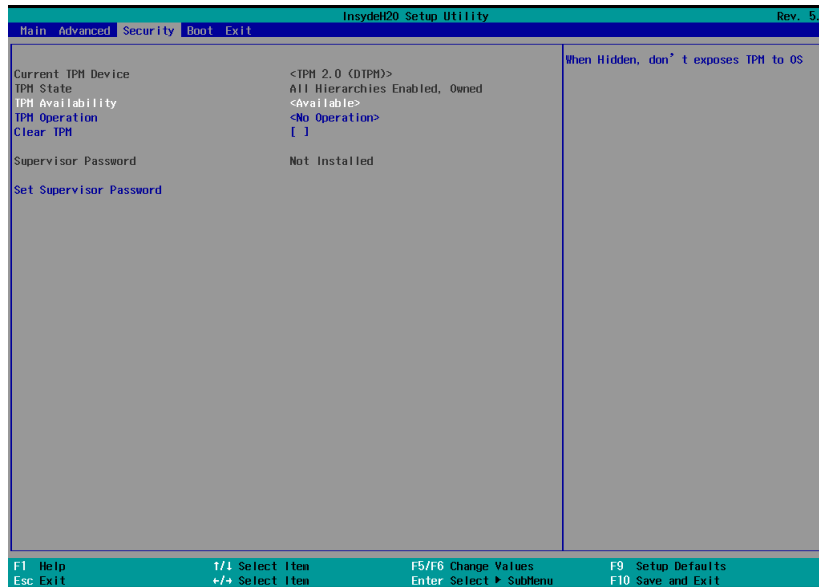 InsydeH20 Setup Utility Rev. 5.
Main Advanced Security Boot Exit
When Hidden, don’t exposes TPM to OS
Current TPM Device <TPM 2.0 (DTPM)>
TPM State All Hierarchies Enabled, Owned
TPM Availability <Available>
TPM Operation <No Operation>
Clear TPM [ ]
Supervisor Password Not Installed
Set Supervisor Password
F1 Help ↑/↓ Select Item F5/F6 Change Values F9 Setup Defaults
Esc Exit ←/→ Select Item Enter Select ▶ SubMenu F10 Save and Exit